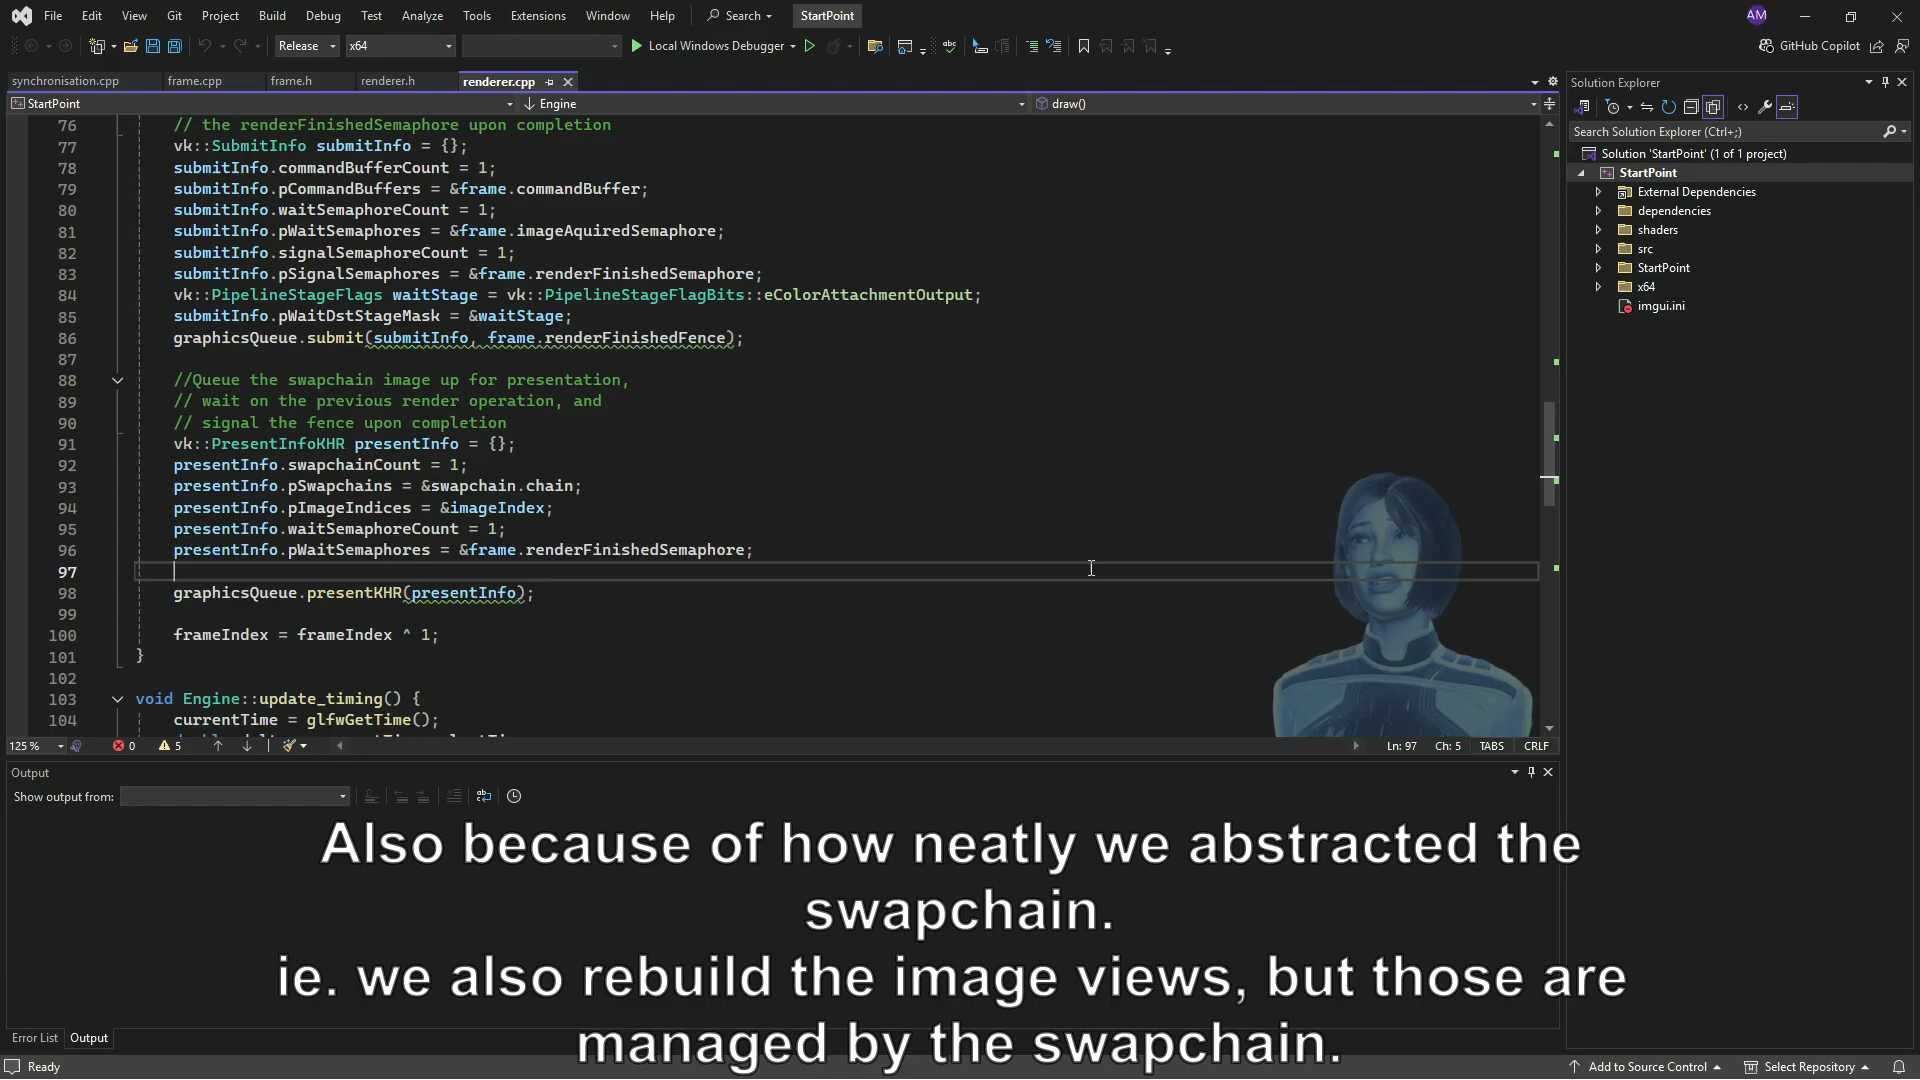 File Edit View Git Project Build Debug Test Analyze Tools Extensions Window Help Search StartPoint AM
Release x64 Local Windows Debugger GitHub Copilot
synchronisation.cpp frame.cpp frame.h renderer.h renderer.cpp
StartPoint Engine draw()
76 // the renderFinishedSemaphore upon completion
77 vk::SubmitInfo submitInfo = {};
78 submitInfo.commandBufferCount = 1;
79 submitInfo.pCommandBuffers = &frame.commandBuffer;
80 submitInfo.waitSemaphoreCount = 1;
81 submitInfo.pWaitSemaphores = &frame.imageAquiredSemaphore;
82 submitInfo.signalSemaphoreCount = 1;
83 submitInfo.pSignalSemaphores = &frame.renderFinishedSemaphore;
84 vk::PipelineStageFlags waitStage = vk::PipelineStageFlagBits::eColorAttachmentOutput;
85 submitInfo.pWaitDstStageMask = &waitStage;
86 graphicsQueue.submit(submitInfo, frame.renderFinishedFence);
87
88 //Queue the swapchain image up for presentation,
89 // wait on the previous render operation, and
90 // signal the fence upon completion
91 vk::PresentInfoKHR presentInfo = {};
92 presentInfo.swapchainCount = 1;
93 presentInfo.pSwapchains = &swapchain.chain;
94 presentInfo.pImageIndices = &imageIndex;
95 presentInfo.waitSemaphoreCount = 1;
96 presentInfo.pWaitSemaphores = &frame.renderFinishedSemaphore;
97
98 graphicsQueue.presentKHR(presentInfo);
99
100 frameIndex = frameIndex ^ 1;
101 }
102
103 void Engine::update_timing() {
104 currentTime = glfwGetTime();
125 % 0 5 Ln: 97 Ch: 5 TABS CRLF
Output
Show output from:
Error List Output
Ready Add to Source Control Select Repository
Solution Explorer
Search Solution Explorer (Ctrl+;)
Solution 'StartPoint' (1 of 1 project)
StartPoint
External Dependencies
dependencies
shaders
src
StartPoint
x64
imgui.ini
Also because of how neatly we abstracted the
swapchain.
ie. we also rebuild the image views, but those are
managed by the swapchain.